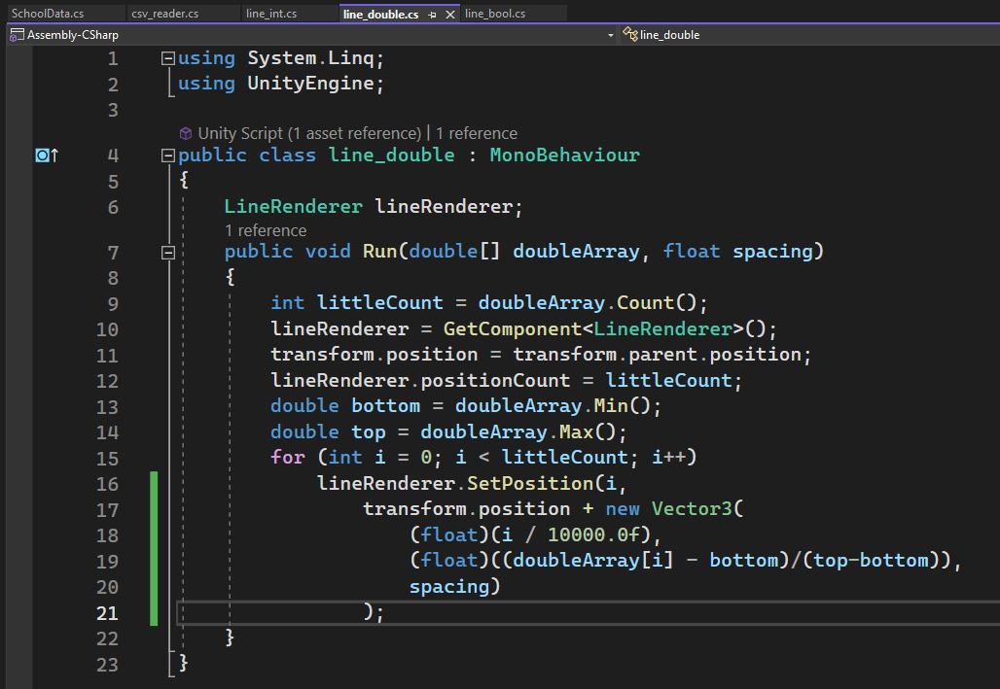 SchoolData.cs csv_reader.cs line_int.cs line_double.cs line_bool.cs
Assembly-CSharp line_double
1 using System.Linq;
2 using UnityEngine;
3
Unity Script (1 asset reference) | 1 reference
4 public class line_double : MonoBehaviour
5 {
6 LineRenderer lineRenderer;
1 reference
7 public void Run(double[] doubleArray, float spacing)
8 {
9 int littleCount = doubleArray.Count();
10 lineRenderer = GetComponent<LineRenderer>();
11 transform.position = transform.parent.position;
12 lineRenderer.positionCount = littleCount;
13 double bottom = doubleArray.Min();
14 double top = doubleArray.Max();
15 for (int i = 0; i < littleCount; i++)
16 lineRenderer.SetPosition(i,
17 transform.position + new Vector3(
18 (float)(i / 10000.0f),
19 (float)((doubleArray[i] - bottom)/(top-bottom)),
20 spacing)
21 );
22 }
23 }